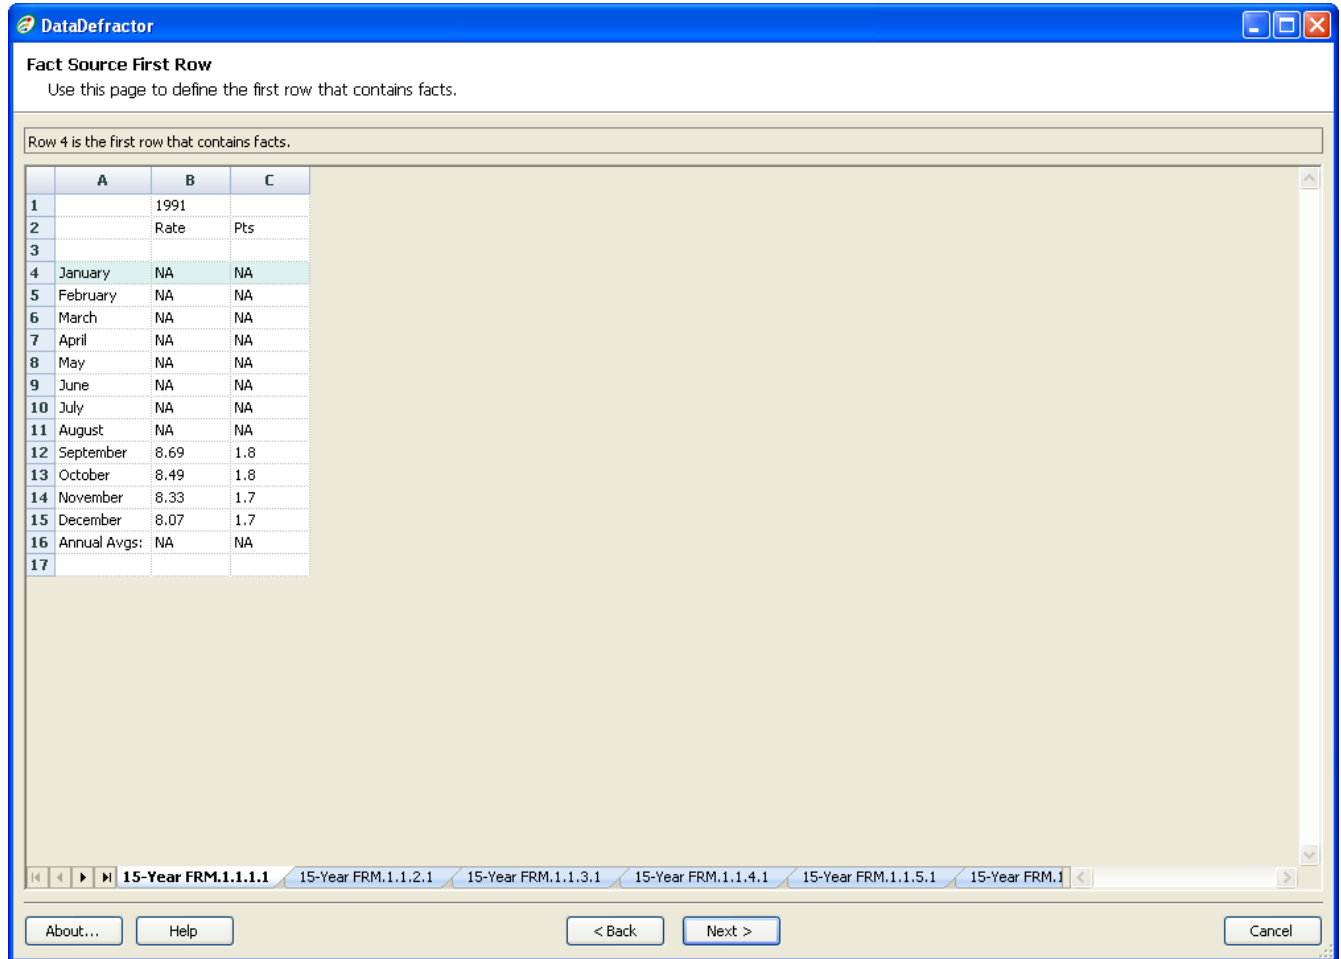 DataDefractor
Fact Source First Row
Use this page to define the first row that contains facts.
Row 4 is the first row that contains facts.
A B C
1 1991
2 Rate Pts
3
4 January NA NA
5 February NA NA
6 March NA NA
7 April NA NA
8 May NA NA
9 June NA NA
10 July NA NA
11 August NA NA
12 September 8.69 1.8
13 October 8.49 1.8
14 November 8.33 1.7
15 December 8.07 1.7
16 Annual Avgs: NA NA
17
15-Year FRM.1.1.1.1 15-Year FRM.1.1.2.1 15-Year FRM.1.1.3.1 15-Year FRM.1.1.4.1 15-Year FRM.1.1.5.1 15-Year FRM.1
About... Help < Back Next > Cancel